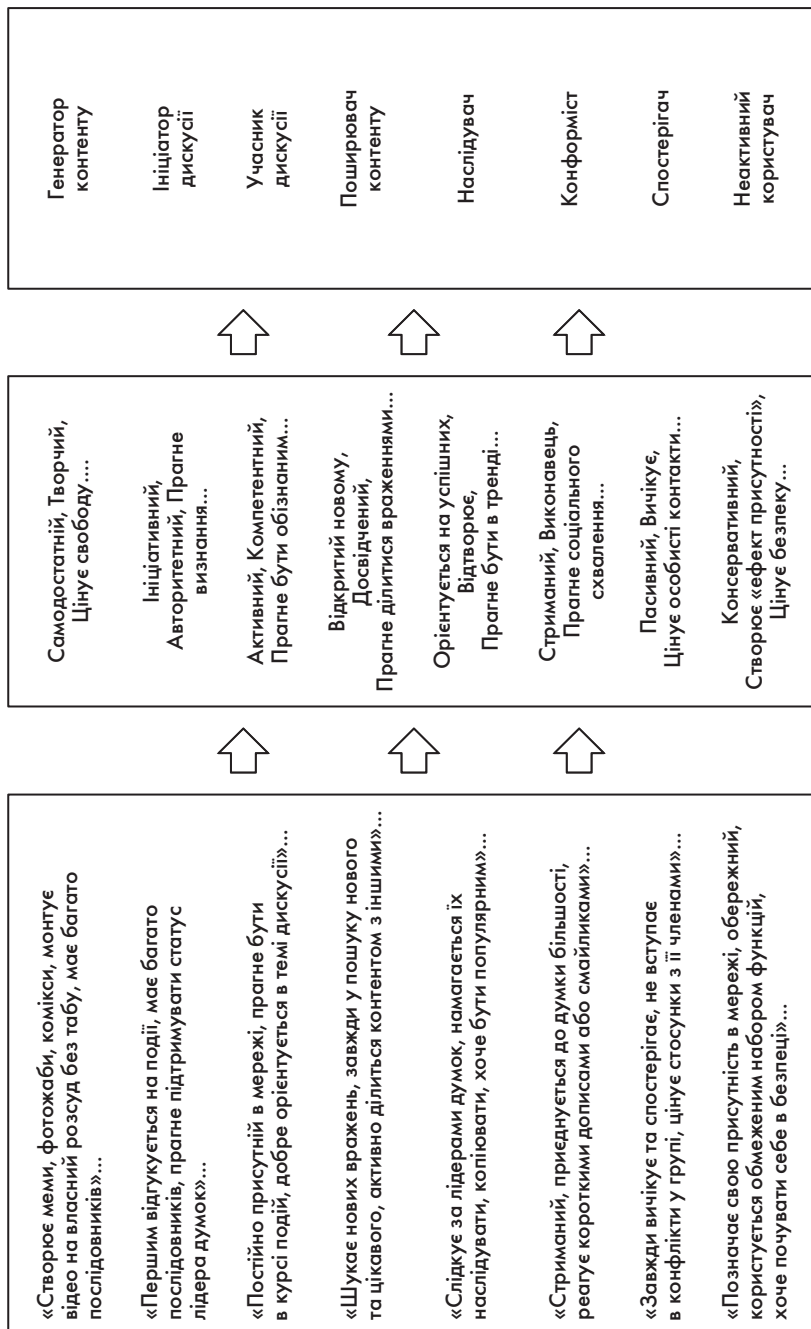 «Створює меми, фотожаби, комікси, монтує
відео на власний розсуд без табу, має багато
послідовників»...
«Першим відгукується на події, має багато
послідовників, прагне підтримувати статус
лідера думок»...
«Постійно присутній в мережі, прагне бути
в курсі подій, добре орієнтується в темі дискусії»...
«Шукає нових вражень, завжди у пошуку нового
та цікавого, активно ділиться контентом з іншими»...
«Слідкує за лідерами думок, намагається їх
наслідувати, копіювати, хоче бути популярним»...
«Стриманий, приєднується до думки більшості,
реагує короткими дописами або смайликами»...
«Завжди вичікує та спостерігає, не вступає
в конфлікти у групі, цінує стосунки з її членами»...
«Позначає свою присутність в мережі, обережний,
користується обмеженим набором функцій,
хоче почувати себе в безпеці»...
Самодостатній, Творчий,
Цінує свободу....
Ініціативний,
Авторитетний, Прагне
визнання...
Активний, Компетентний,
Прагне бути обізнаним...
Відкритий новому,
Досвідчений,
Прагне ділитися враженнями...
Орієнтується на успішних,
Відтворює,
Прагне бути в тренді...
Стриманий, Виконавець,
Прагне соціального
схвалення...
Пасивний, Вичікує,
Цінує особисті контакти...
Консервативний,
Створює «ефект присутності»,
Цінує безпеку...
Генератор
контенту
Ініціатор
дискусії
Учасник
дискусії
Поширювач
контенту
Наслідувач
Конформіст
Спостерігач
Неактивний
користувач